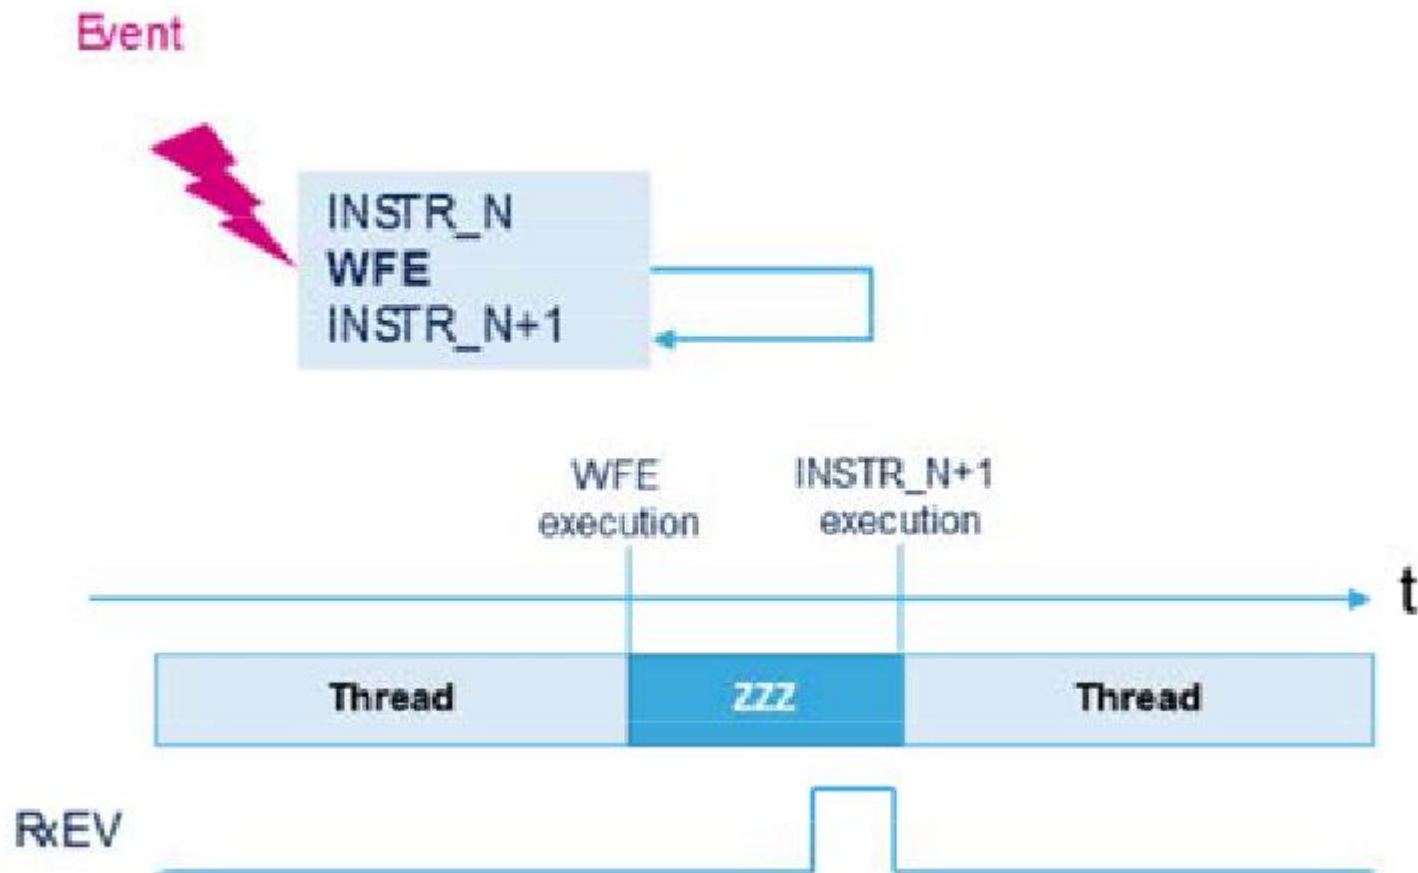 Event
INSTR_N
WFE
INSTR_N+1
WFE
execution
INSTR_N+1
execution
t
Thread
ZZZ
Thread
RxEV